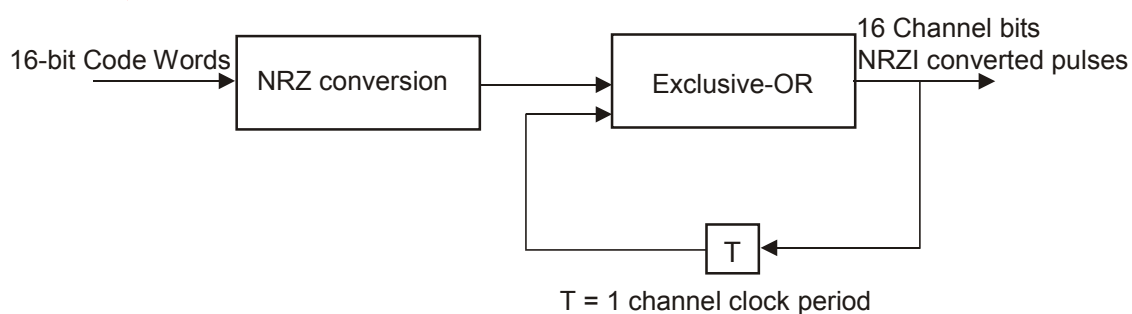 16 Channel bits
16-bit Code Words
NRZI converted pulses
NRZ conversion
Exclusive-OR
T
T = 1 channel clock period